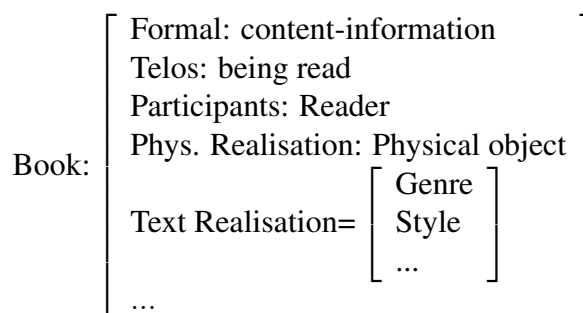 Formal: content-information
Telos: being read
Participants: Reader
Phys. Realisation: Physical object
Book:
Genre
Text Realisation= Style
...
...